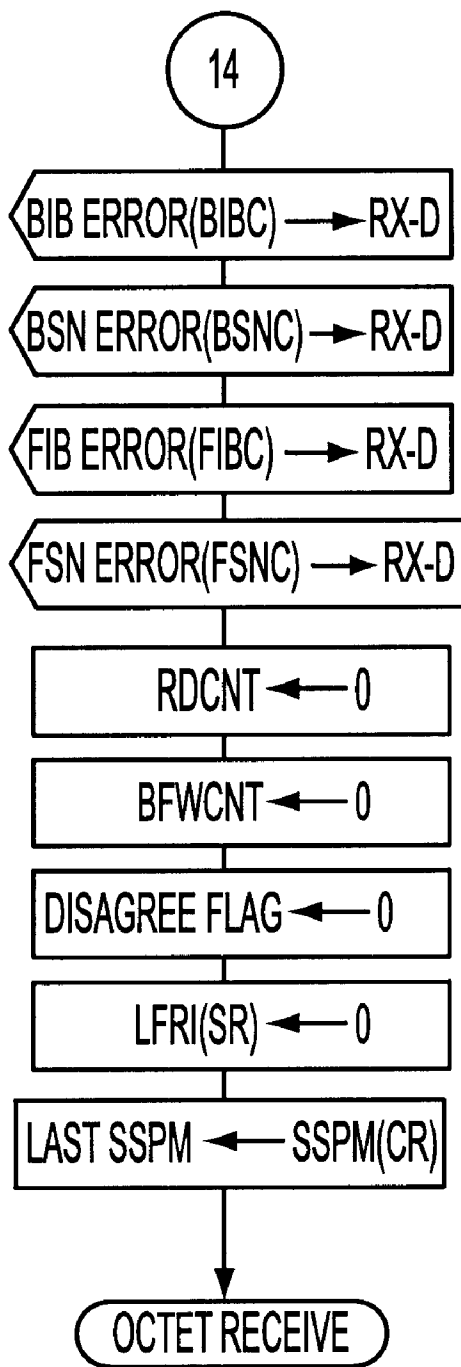 14
BIB ERROR(BIBC) → RX-D
BSN ERROR(BSNC) → RX-D
FIB ERROR(FIBC) → RX-D
FSN ERROR(FSNC) → RX-D
RDCNT ← 0
BFWCNT ← 0
DISAGREE FLAG ← 0
LFRI(SR) ← 0
LAST SSPM ← SSPM(CR)
OCTET RECEIVE